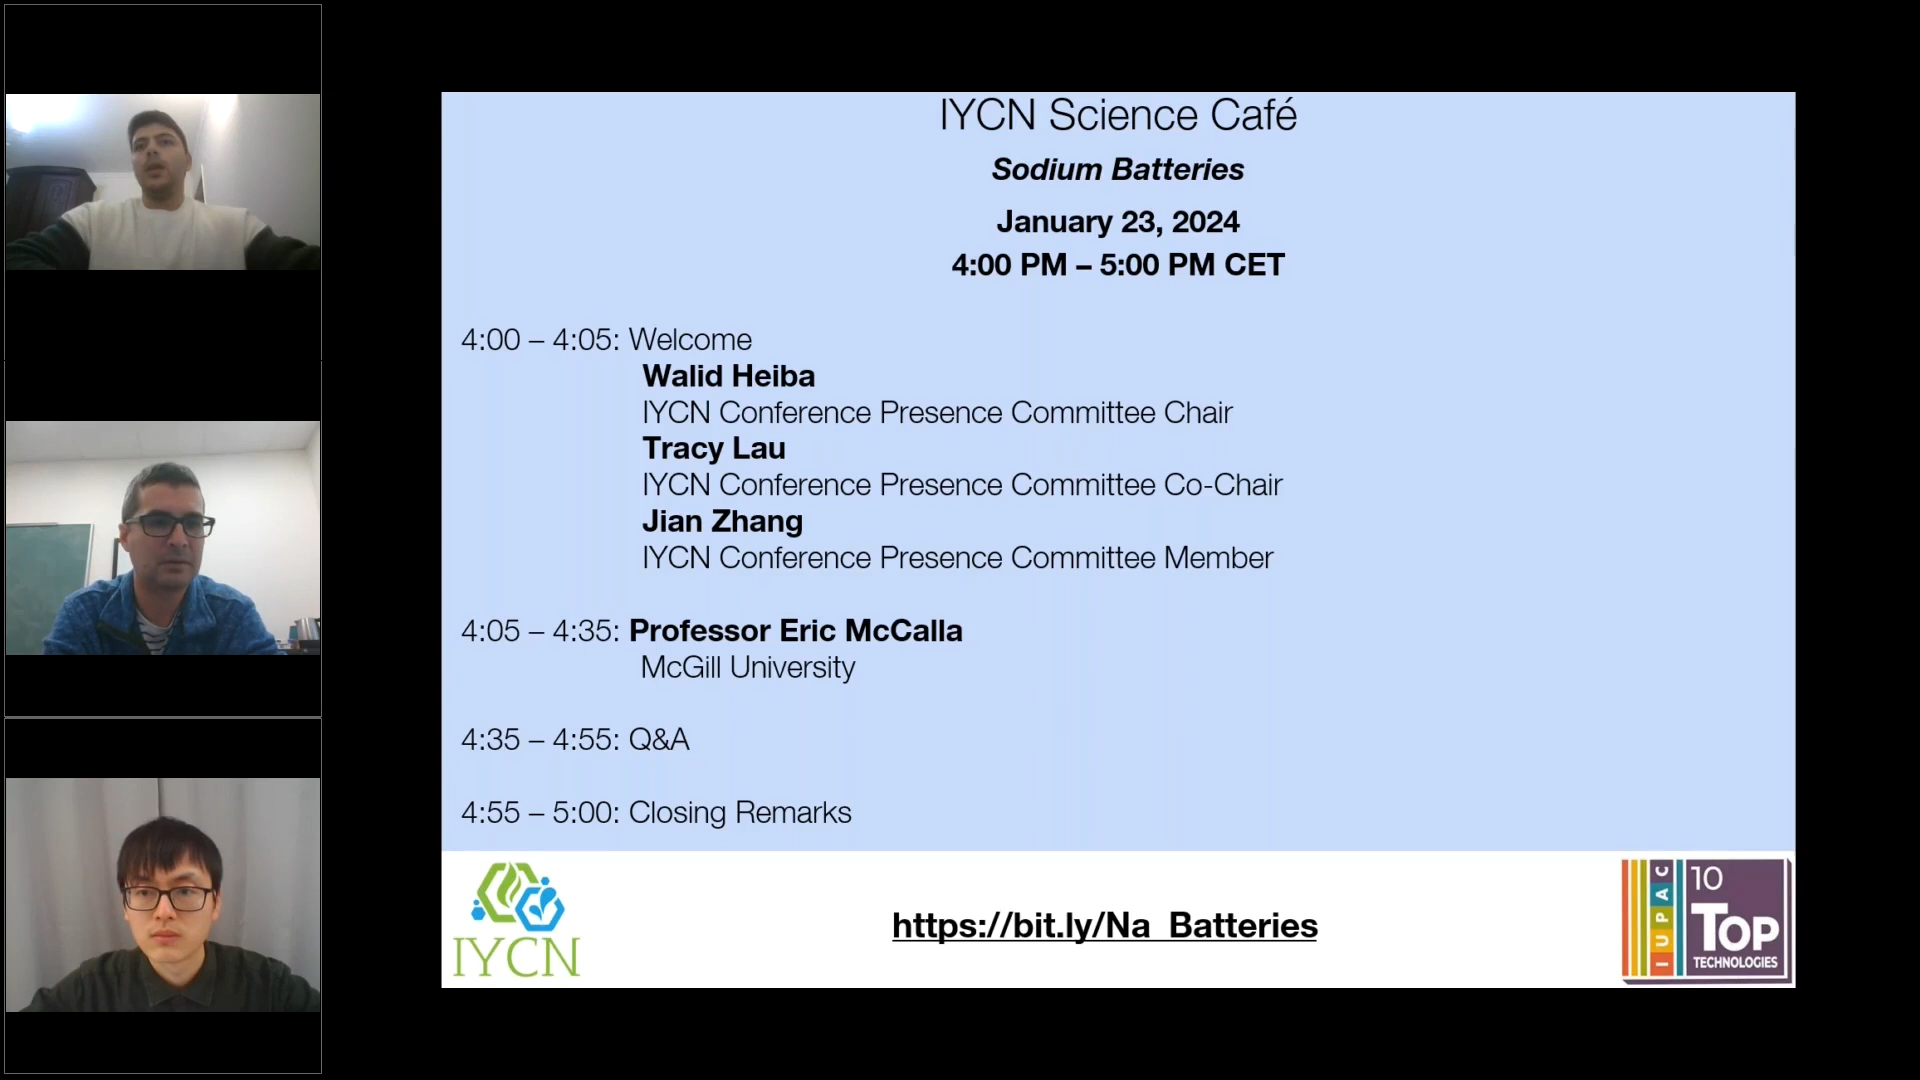 IYCN Science Café
Sodium Batteries
January 23, 2024
4:00 PM – 5:00 PM CET
4:00 – 4:05: Welcome
Walid Heiba
IYCN Conference Presence Committee Chair
Tracy Lau
IYCN Conference Presence Committee Co-Chair
Jian Zhang
IYCN Conference Presence Committee Member
4:05 – 4:35: Professor Eric McCalla
McGill University
4:35 – 4:55: Q&A
4:55 – 5:00: Closing Remarks
IYCN
https://bit.ly/Na_Batteries
IUPAC
10
TOP
TECHNOLOGIES